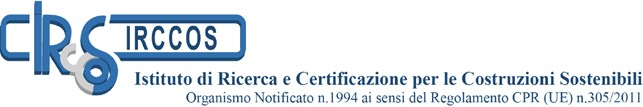 IRCCOS
Istituto di Ricerca e Certificazione per le Costruzioni Sostenibili
Organismo Notificato n.1994 ai sensi del Regolamento CPR (UE) n.305/2011